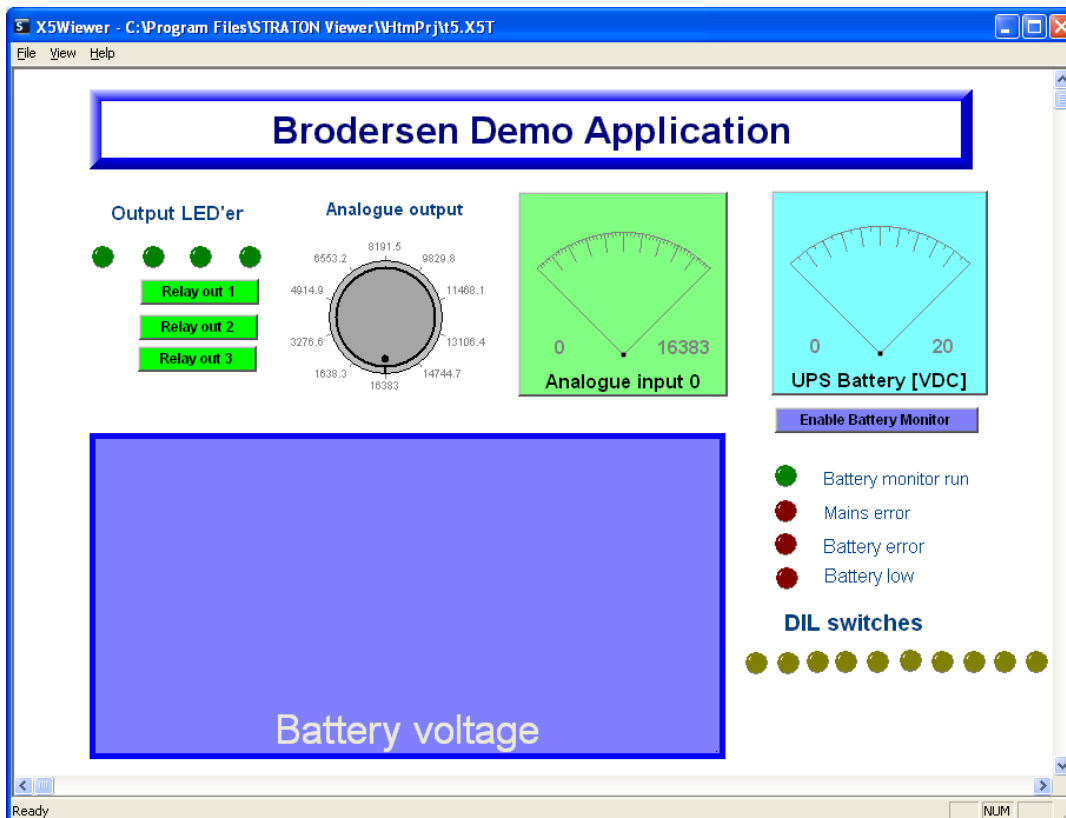 X5Wiewer - C:\Program Files\STRATON Viewer\\HtmPrj\t5.X5T
File View Help
Brodersen Demo Application
Output LED'er
Relay out 1
Relay out 2
Relay out 3
Analogue output
8191.5
6553.2 9829.8
4914.9 11468.1
3276.6 13106.4
1638.3 14744.7
16383
0 16383
Analogue input 0
0 20
UPS Battery [VDC]
Enable Battery Monitor
Battery monitor run
Mains error
Battery error
Battery low
DIL switches
Battery voltage
Ready NUM